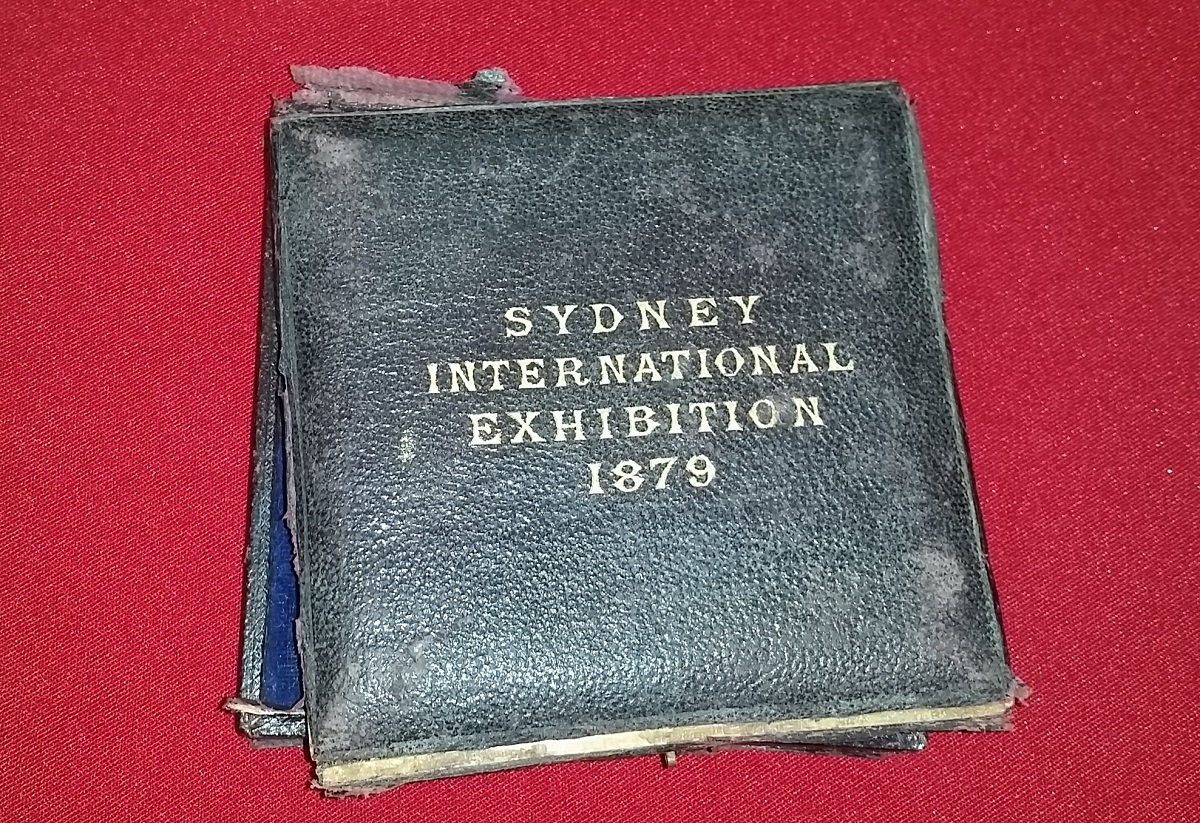 SYDNEY
INTERNATIONAL
EXHIBITION
1879